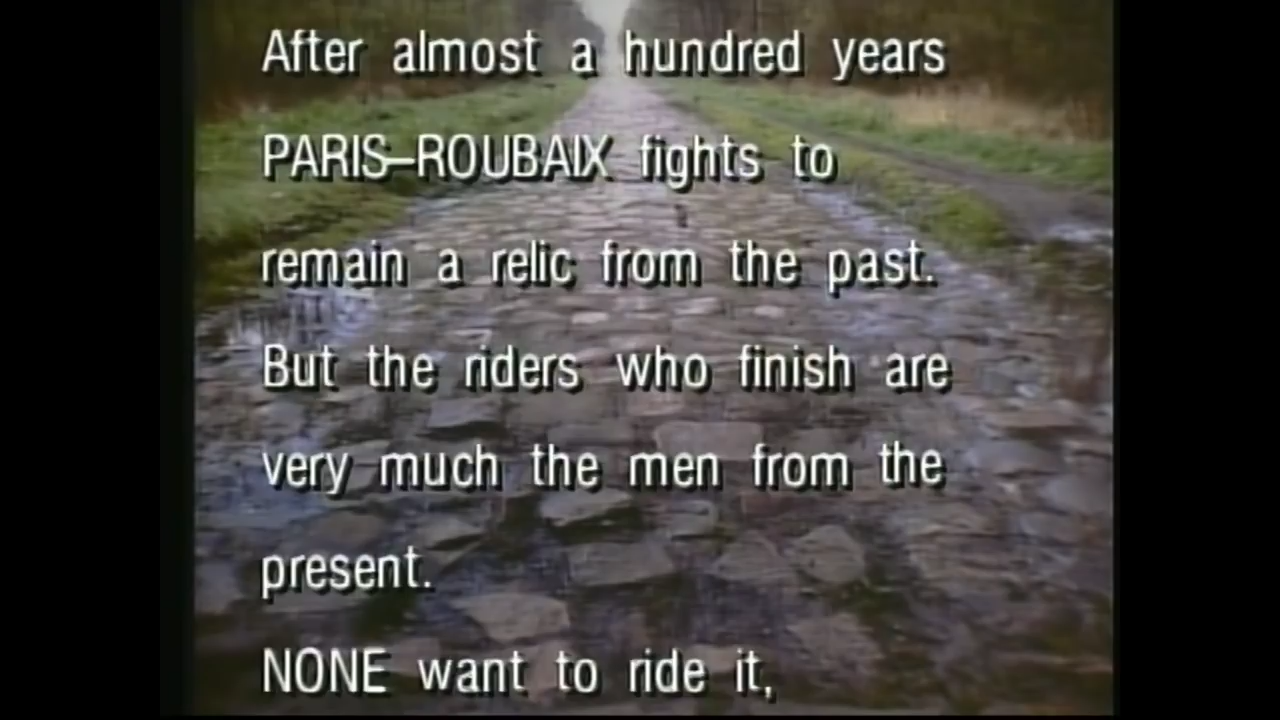 After almost a hundred years
PARIS–ROUBAIX fights to
remain a relic from the past.
But the riders who finish are
very much the men from the
present.
NONE want to ride it,